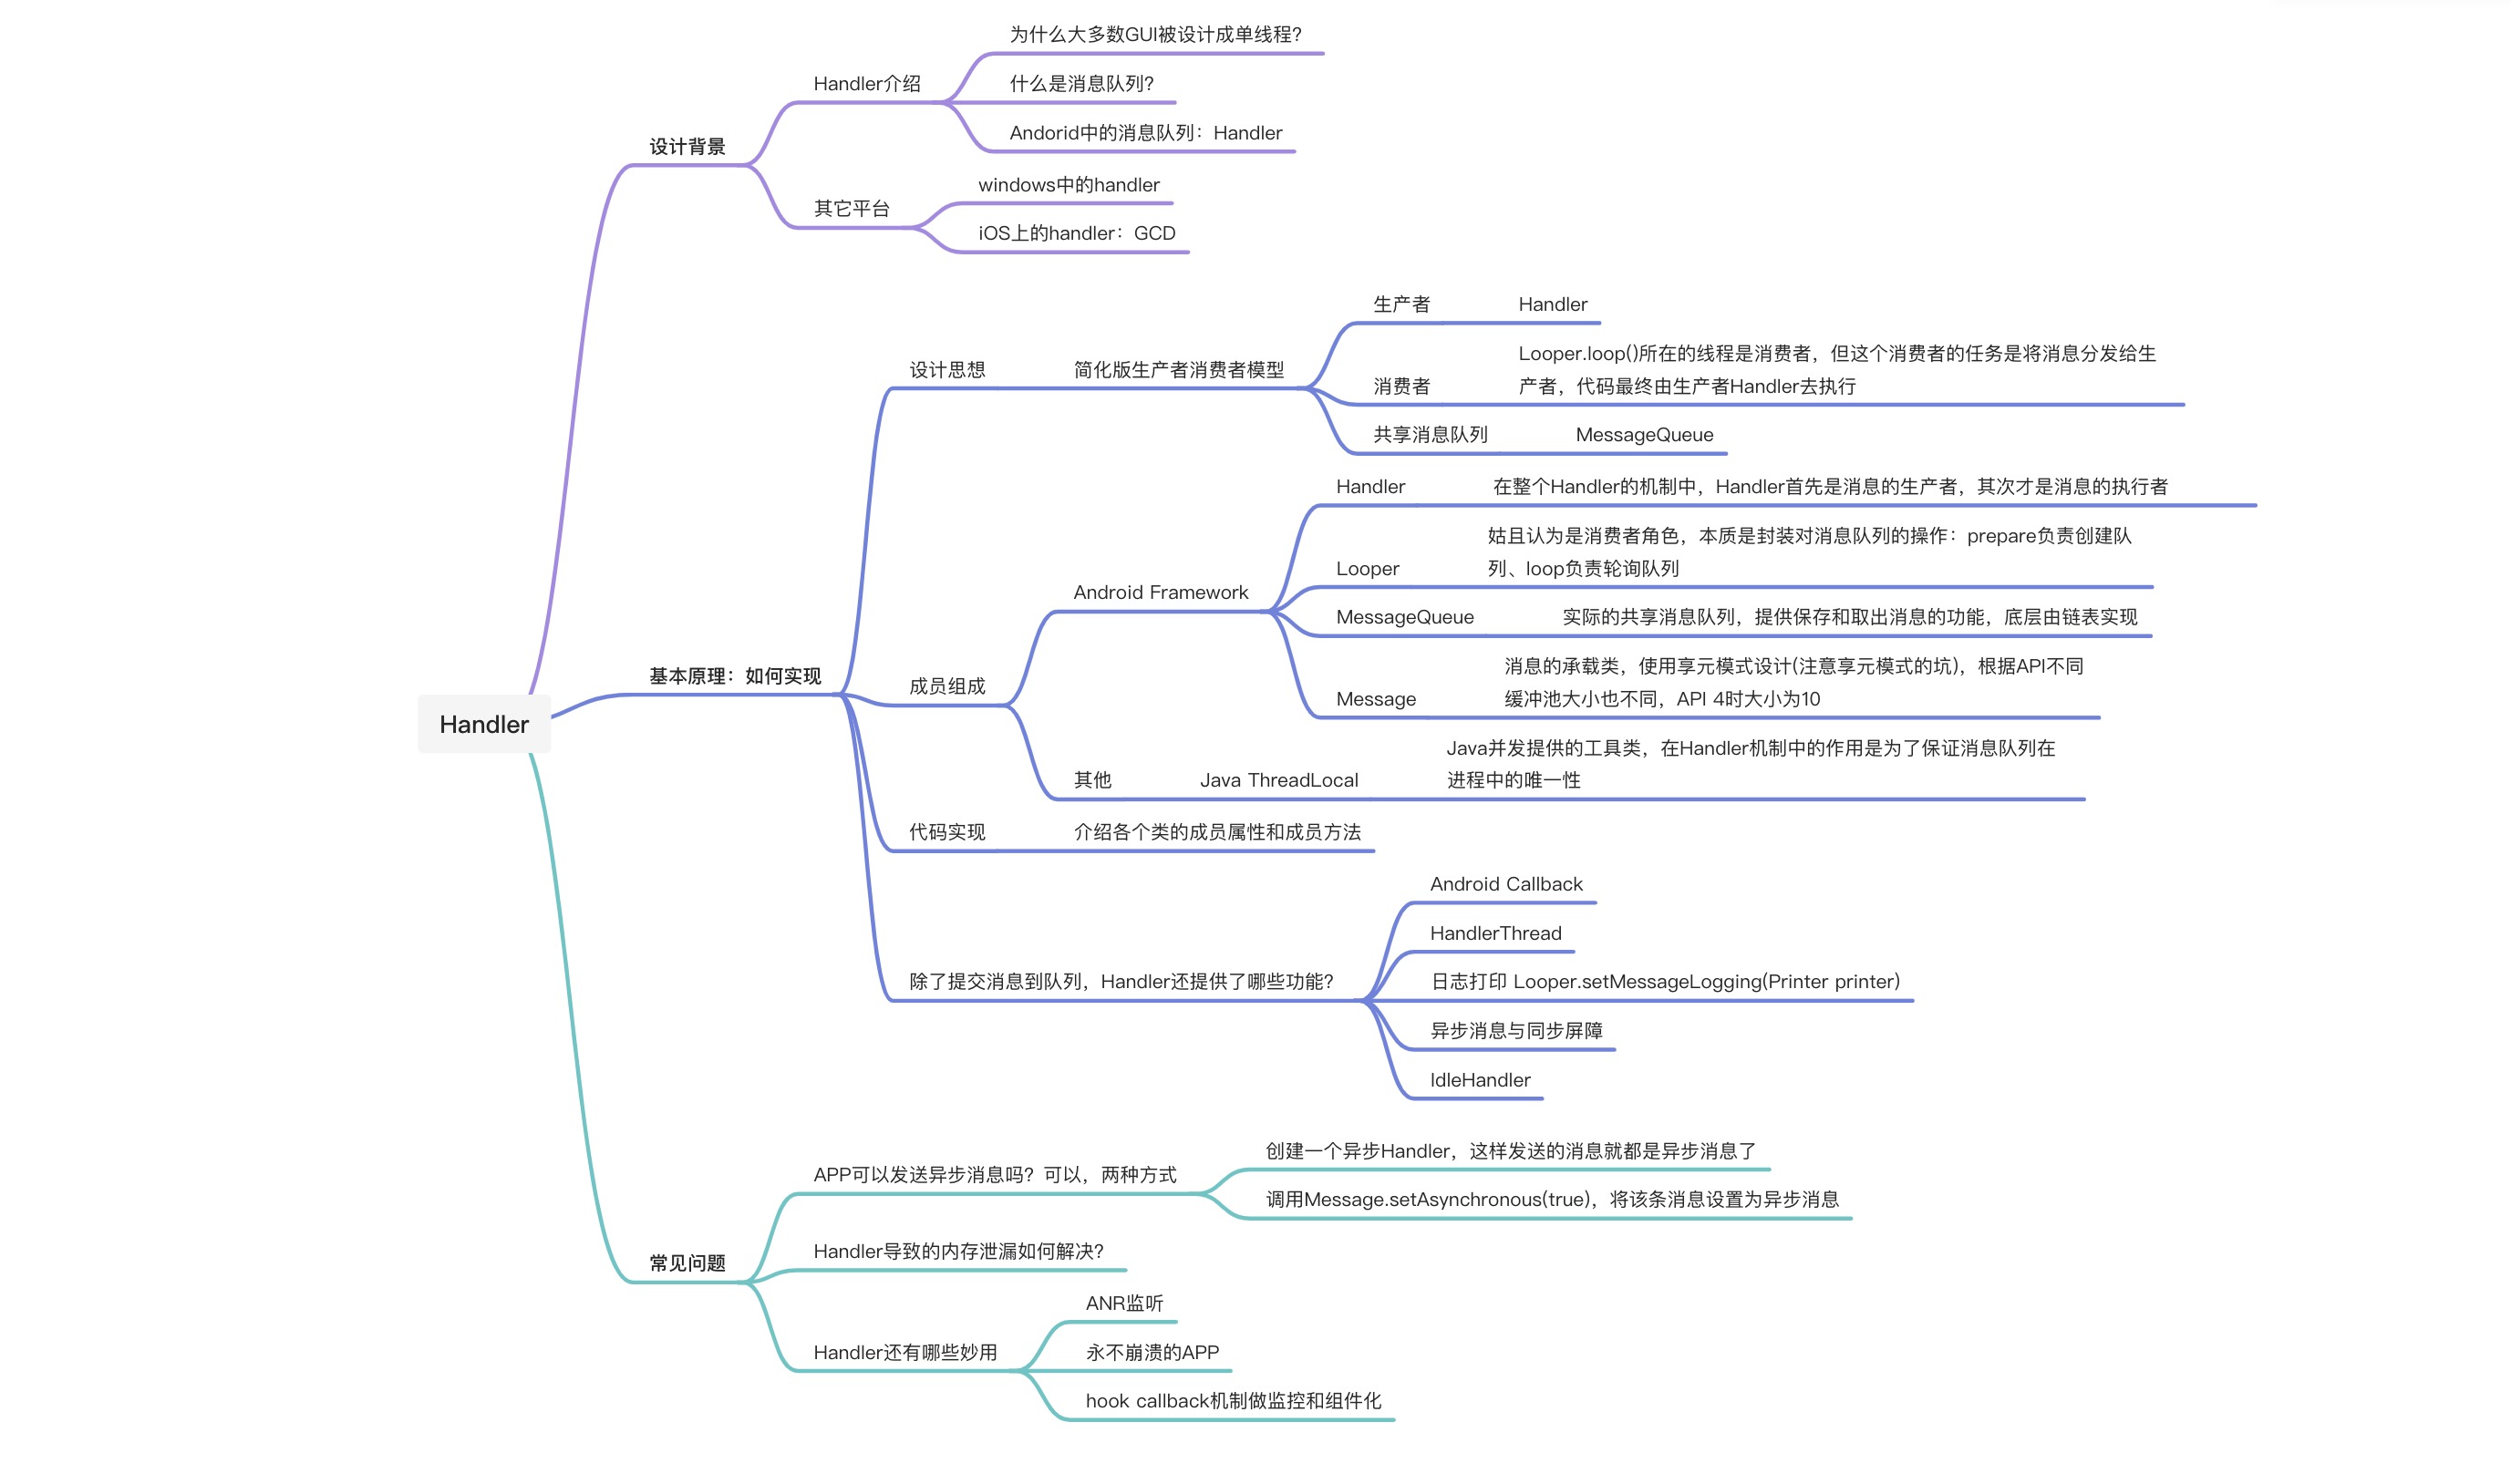 Handler
设计背景
Handler介绍
为什么大多数GUI被设计成单线程?
什么是消息队列?
Andorid中的消息队列：Handler
其它平台
windows中的handler
iOS上的handler：GCD
基本原理：如何实现
设计思想
简化版生产者消费者模型
生产者
Handler
消费者
Looper.loop()所在的线程是消费者，但这个消费者的任务是将消息分发给生
产者，代码最终由生产者Handler去执行
共享消息队列
MessageQueue
成员组成
Android Framework
Handler
在整个Handler的机制中，Handler首先是消息的生产者，其次才是消息的执行者
Looper
姑且认为是消费者角色，本质是封装对消息队列的操作：prepare负责创建队
列、loop负责轮询队列
MessageQueue
实际的共享消息队列，提供保存和取出消息的功能，底层由链表实现
Message
消息的承载类，使用享元模式设计(注意享元模式的坑)，根据API不同
缓冲池大小也不同，API 4时大小为10
其他
Java ThreadLocal
Java并发提供的工具类，在Handler机制中的作用是为了保证消息队列在
进程中的唯一性
代码实现
介绍各个类的成员属性和成员方法
除了提交消息到队列，Handler还提供了哪些功能?
Android Callback
HandlerThread
日志打印 Looper.setMessageLogging(Printer printer)
异步消息与同步屏障
IdleHandler
常见问题
APP可以发送异步消息吗？可以，两种方式
创建一个异步Handler，这样发送的消息就都是异步消息了
调用Message.setAsynchronous(true)，将该条消息设置为异步消息
Handler导致的内存泄漏如何解决?
Handler还有哪些妙用
ANR监听
永不崩溃的APP
hook callback机制做监控和组件化